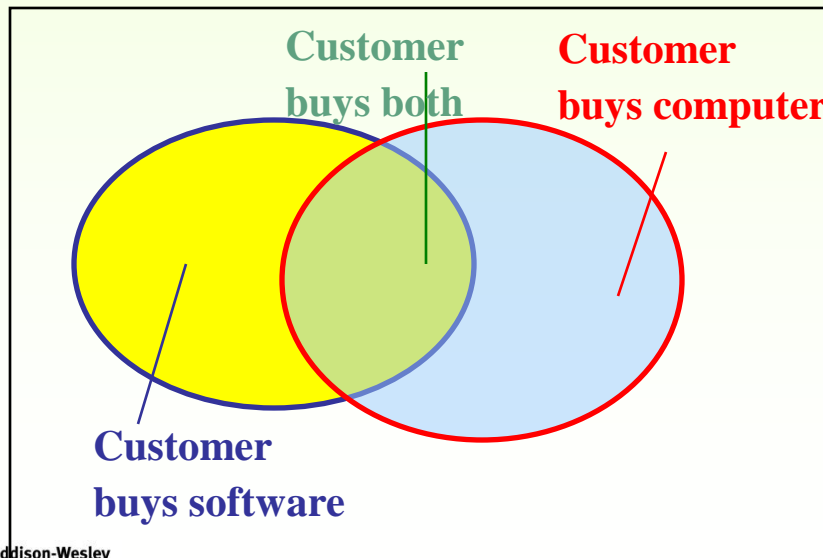 Customer
buys both
Customer
buys computer
Customer
buys software
ddison-Wesley